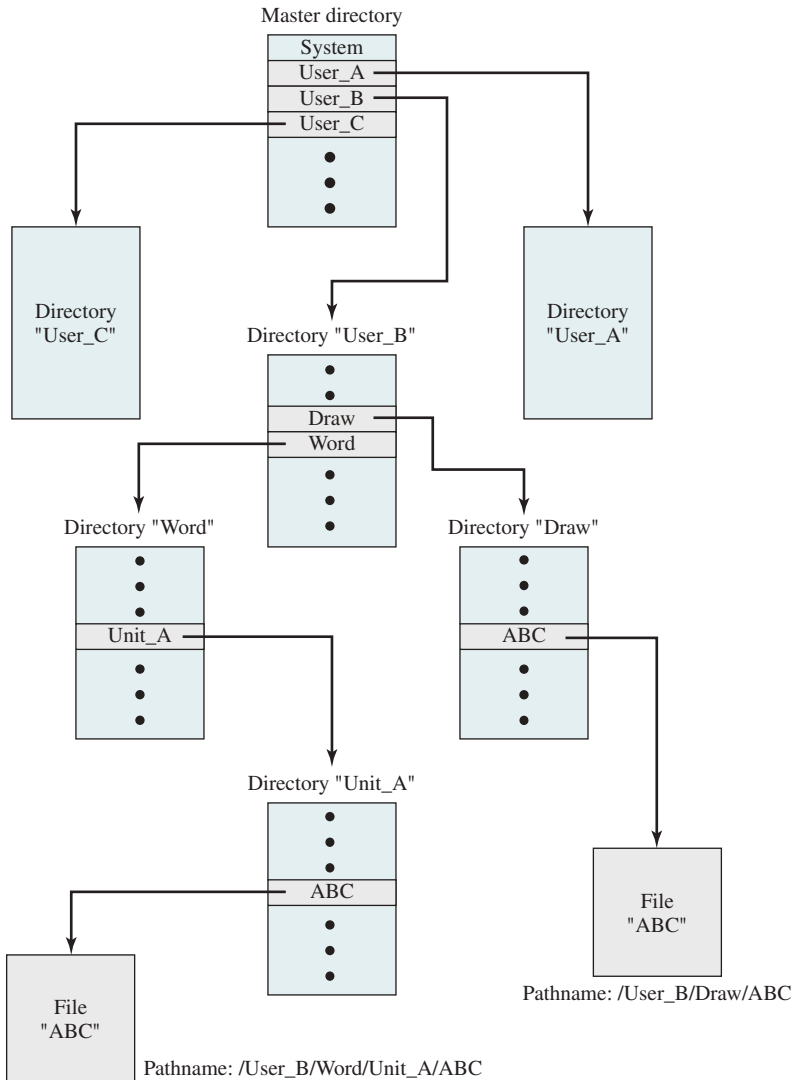 Master directory
System
User_A
User_B
User_C
Directory
"User_C"
Directory
"User_A"
Directory "User_B"
Draw
Word
Directory "Word"
Directory "Draw"
Unit_A
ABC
Directory "Unit_A"
ABC
File
"ABC"
Pathname: /User_B/Draw/ABC
File
"ABC"
Pathname: /User_B/Word/Unit_A/ABC